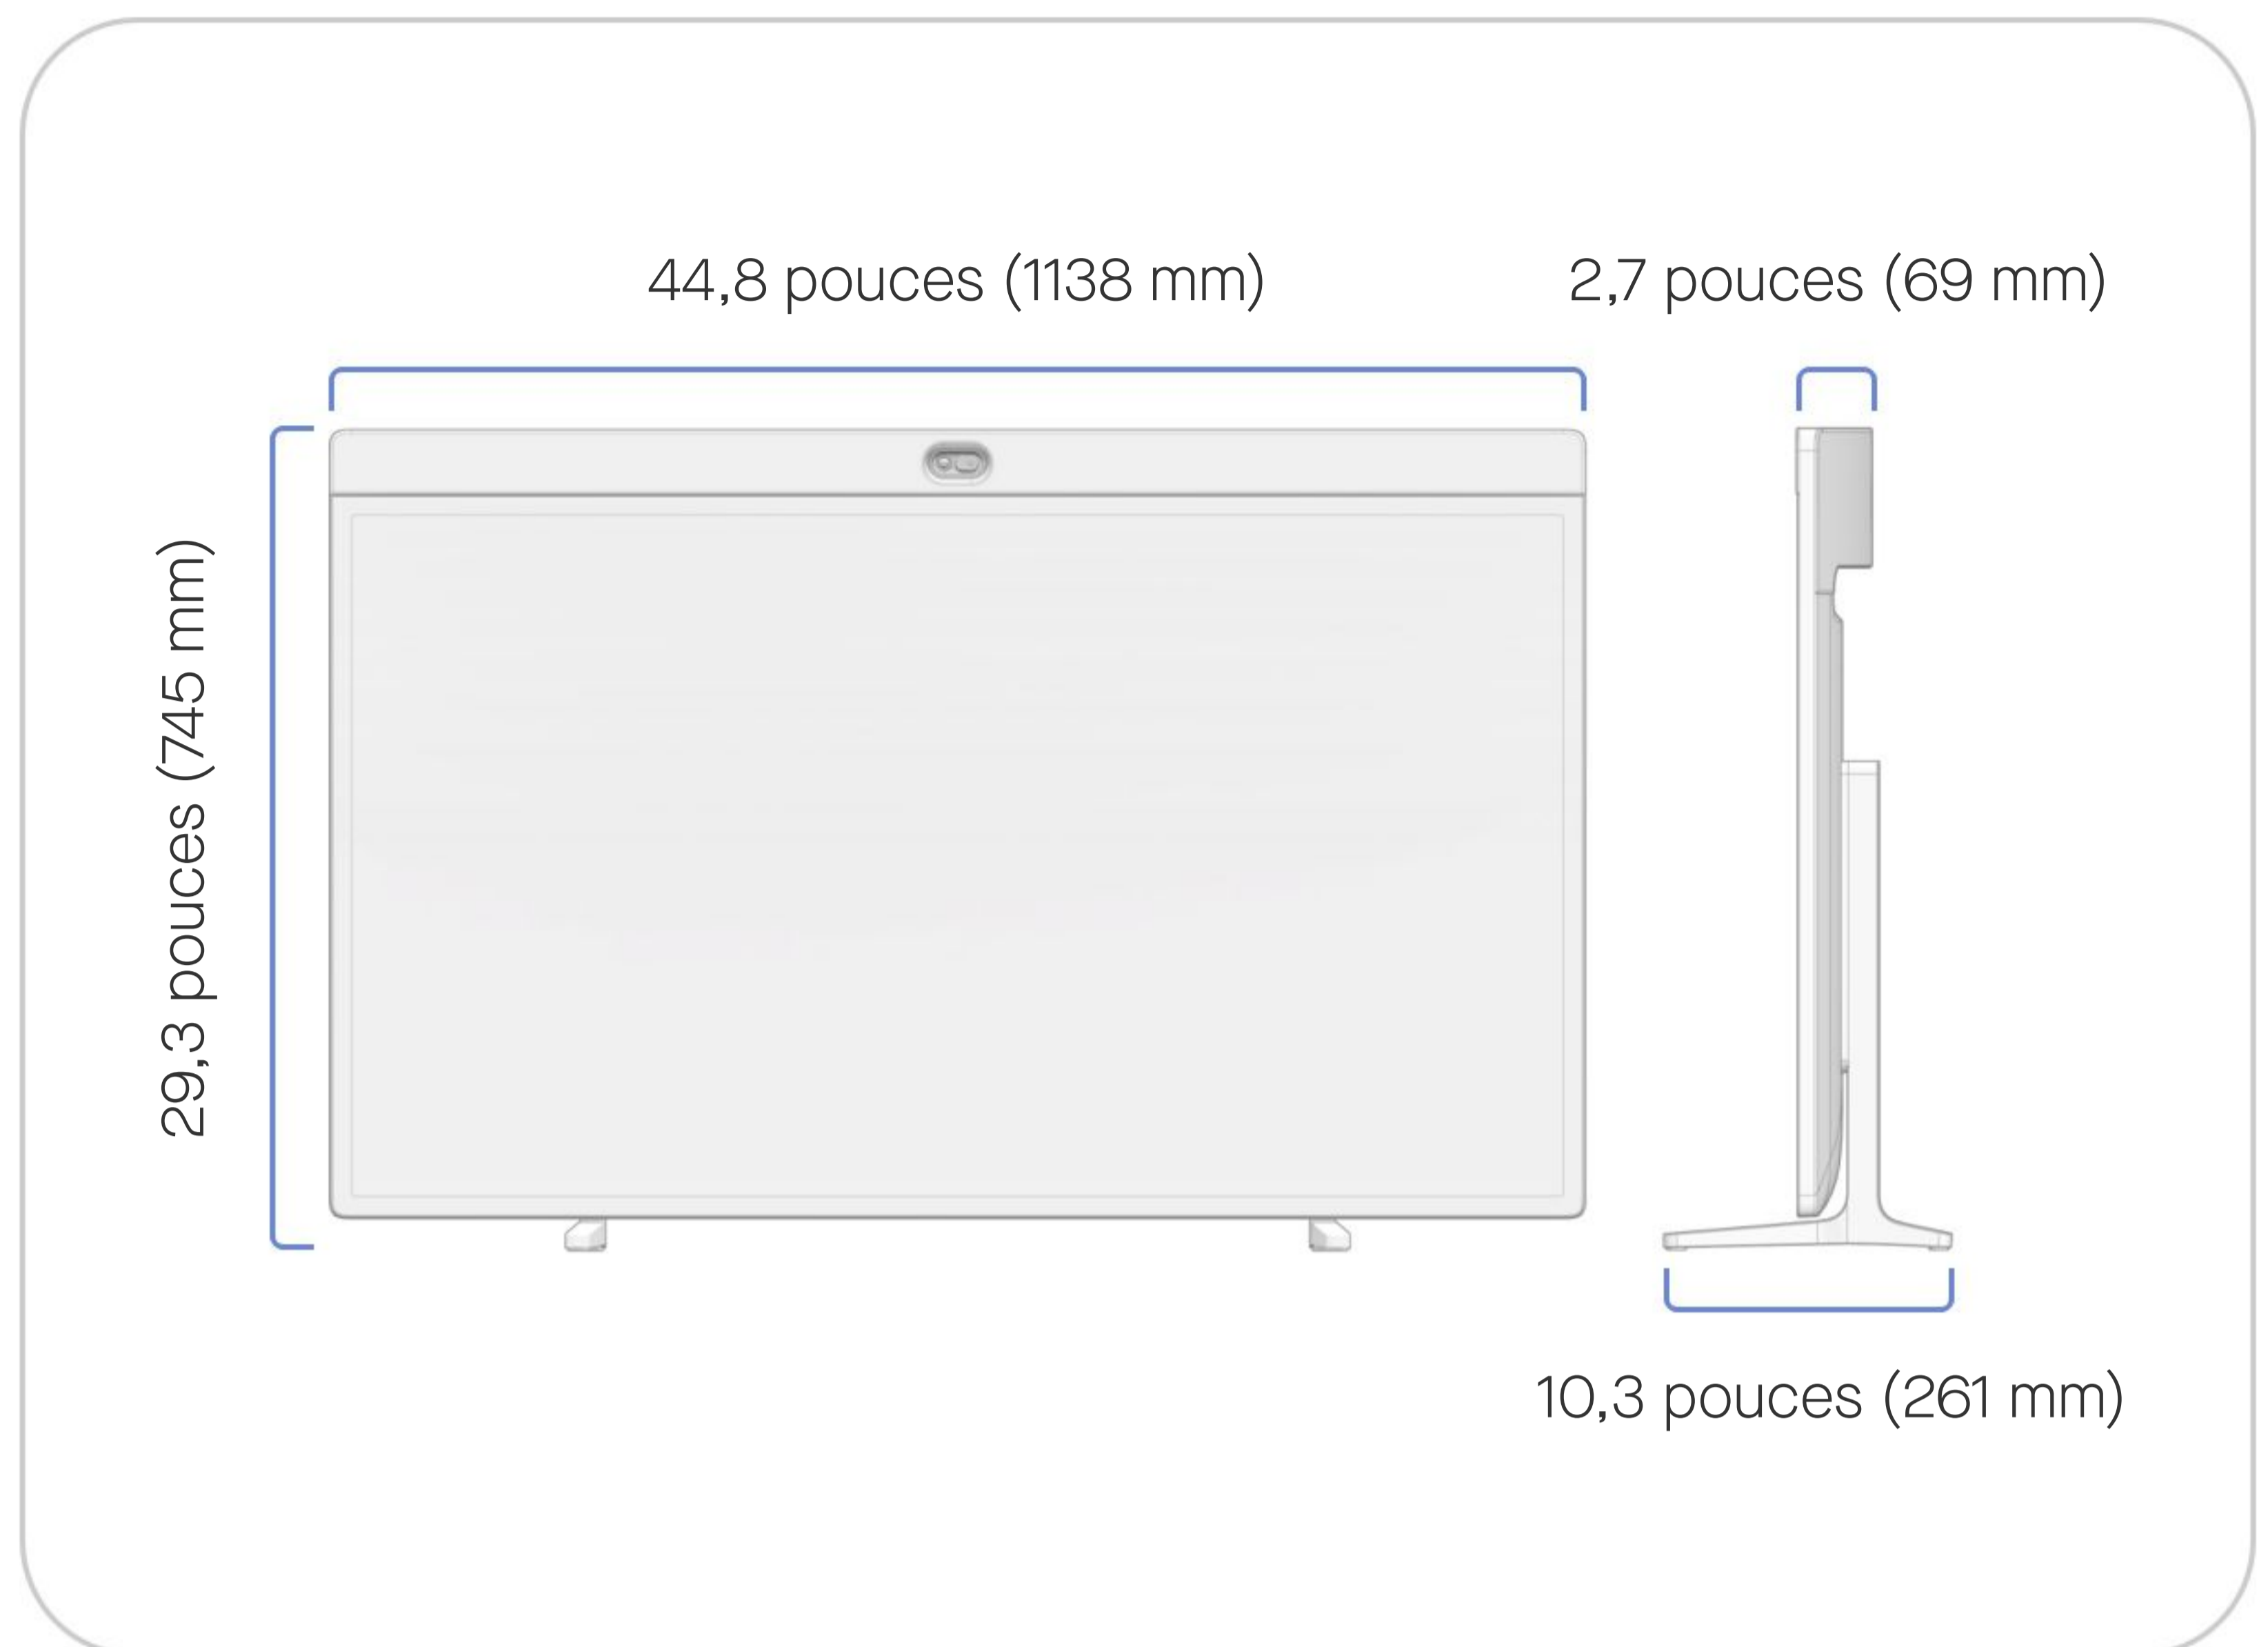 44,8 pouces (1138 mm)
2,7 pouces (69 mm)
29,3 pouces (745 mm)
10,3 pouces (261 mm)